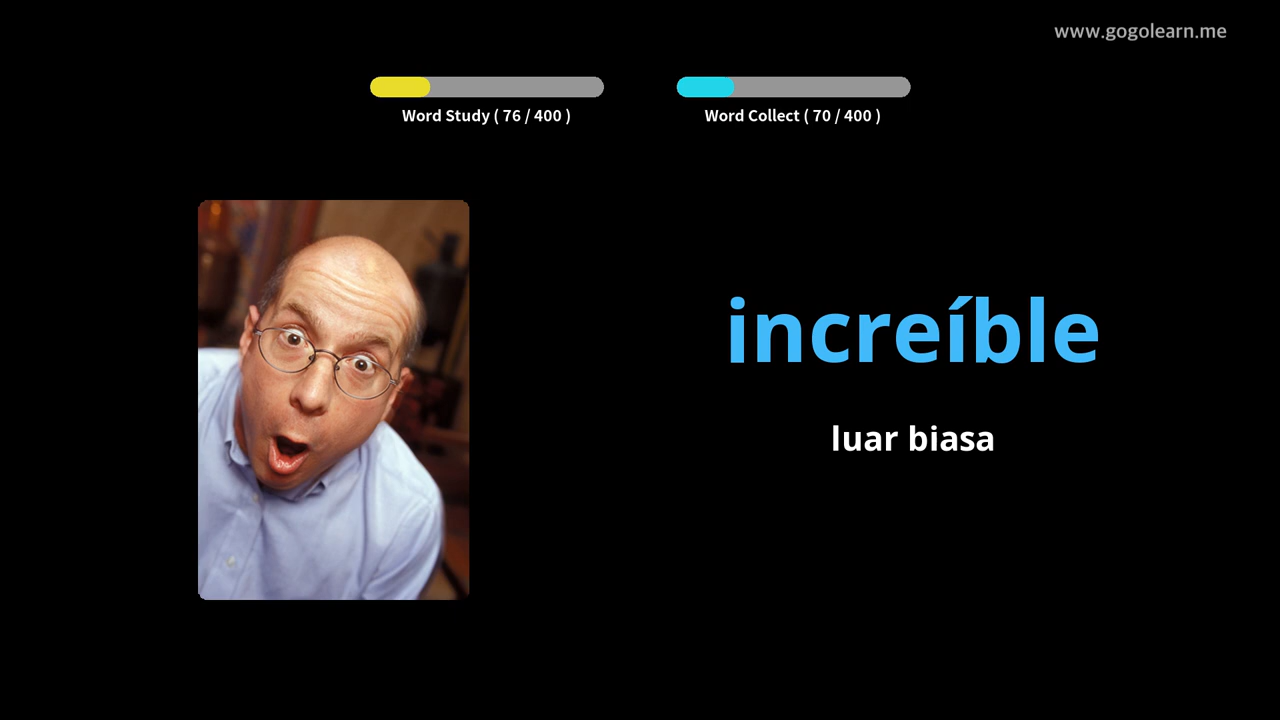 www.gogolearn.me
Word Study ( 76 / 400 )
Word Collect ( 70 / 400 )
increíble
luar biasa